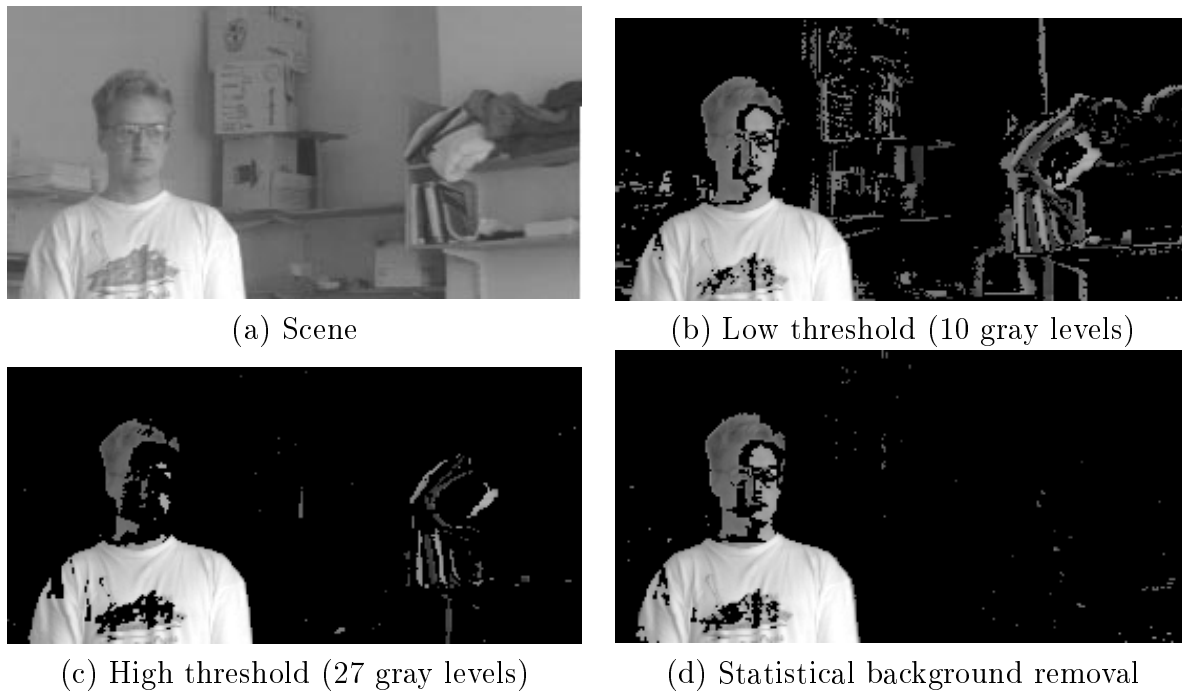 (a) Scene
(b) Low threshold (10 gray levels)
(c) High threshold (27 gray levels)
(d) Statistical background removal